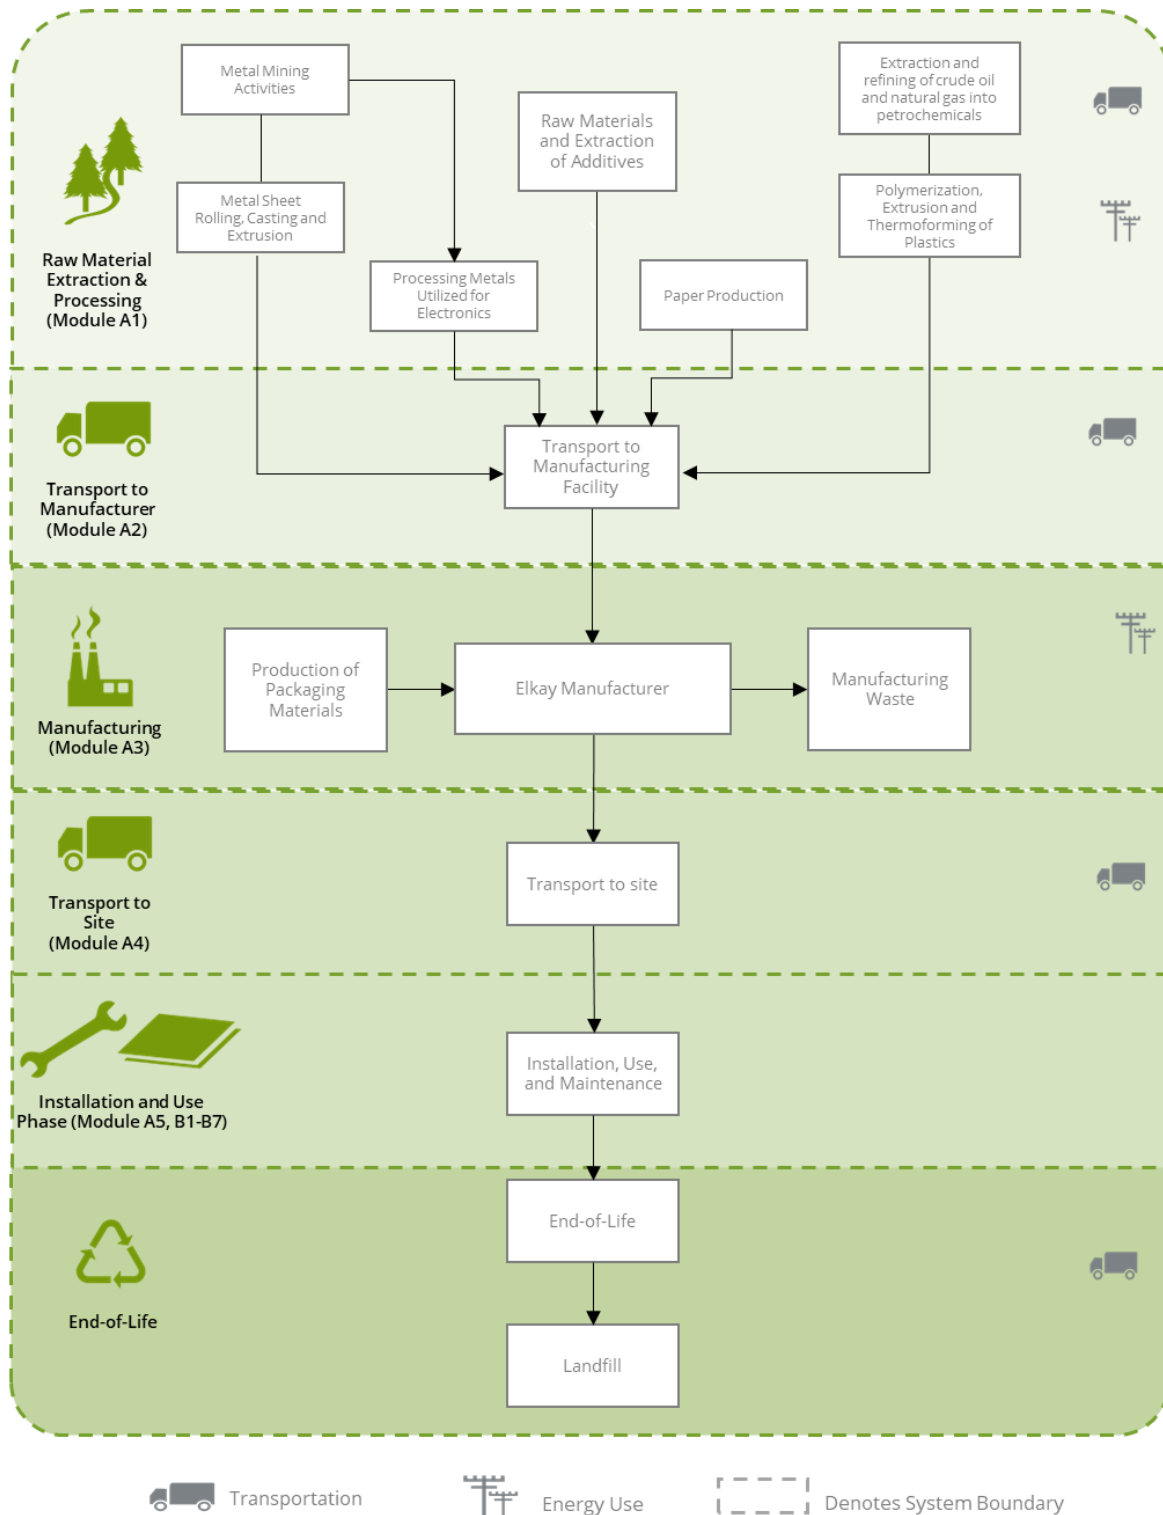 Metal Mining
Activities
Extraction and
refining of crude oil
and natural gas into
petrochemicals
Raw Materials
and Extraction
of Additives
Metal Sheet
Rolling, Casting and
Extrusion
Polymerization,
Extrusion and
Thermoforming of
Plastics
Raw Material
Extraction &
Processing
(Module A1)
Processing Metals
Utilized for
Electronics
Paper Production
Transport to
Manufacturer
(Module A2)
Transport to
Manufacturing
Facility
Manufacturing
(Module A3)
Production of
Packaging
Materials
Elkay Manufacturer
Manufacturing
Waste
Transport to
Site
(Module A4)
Transport to site
Installation and Use
Phase (Module A5, B1-B7)
Installation, Use,
and Maintenance
End-of-Life
End-of-Life
Landfill
Transportation
Energy Use
Denotes System Boundary